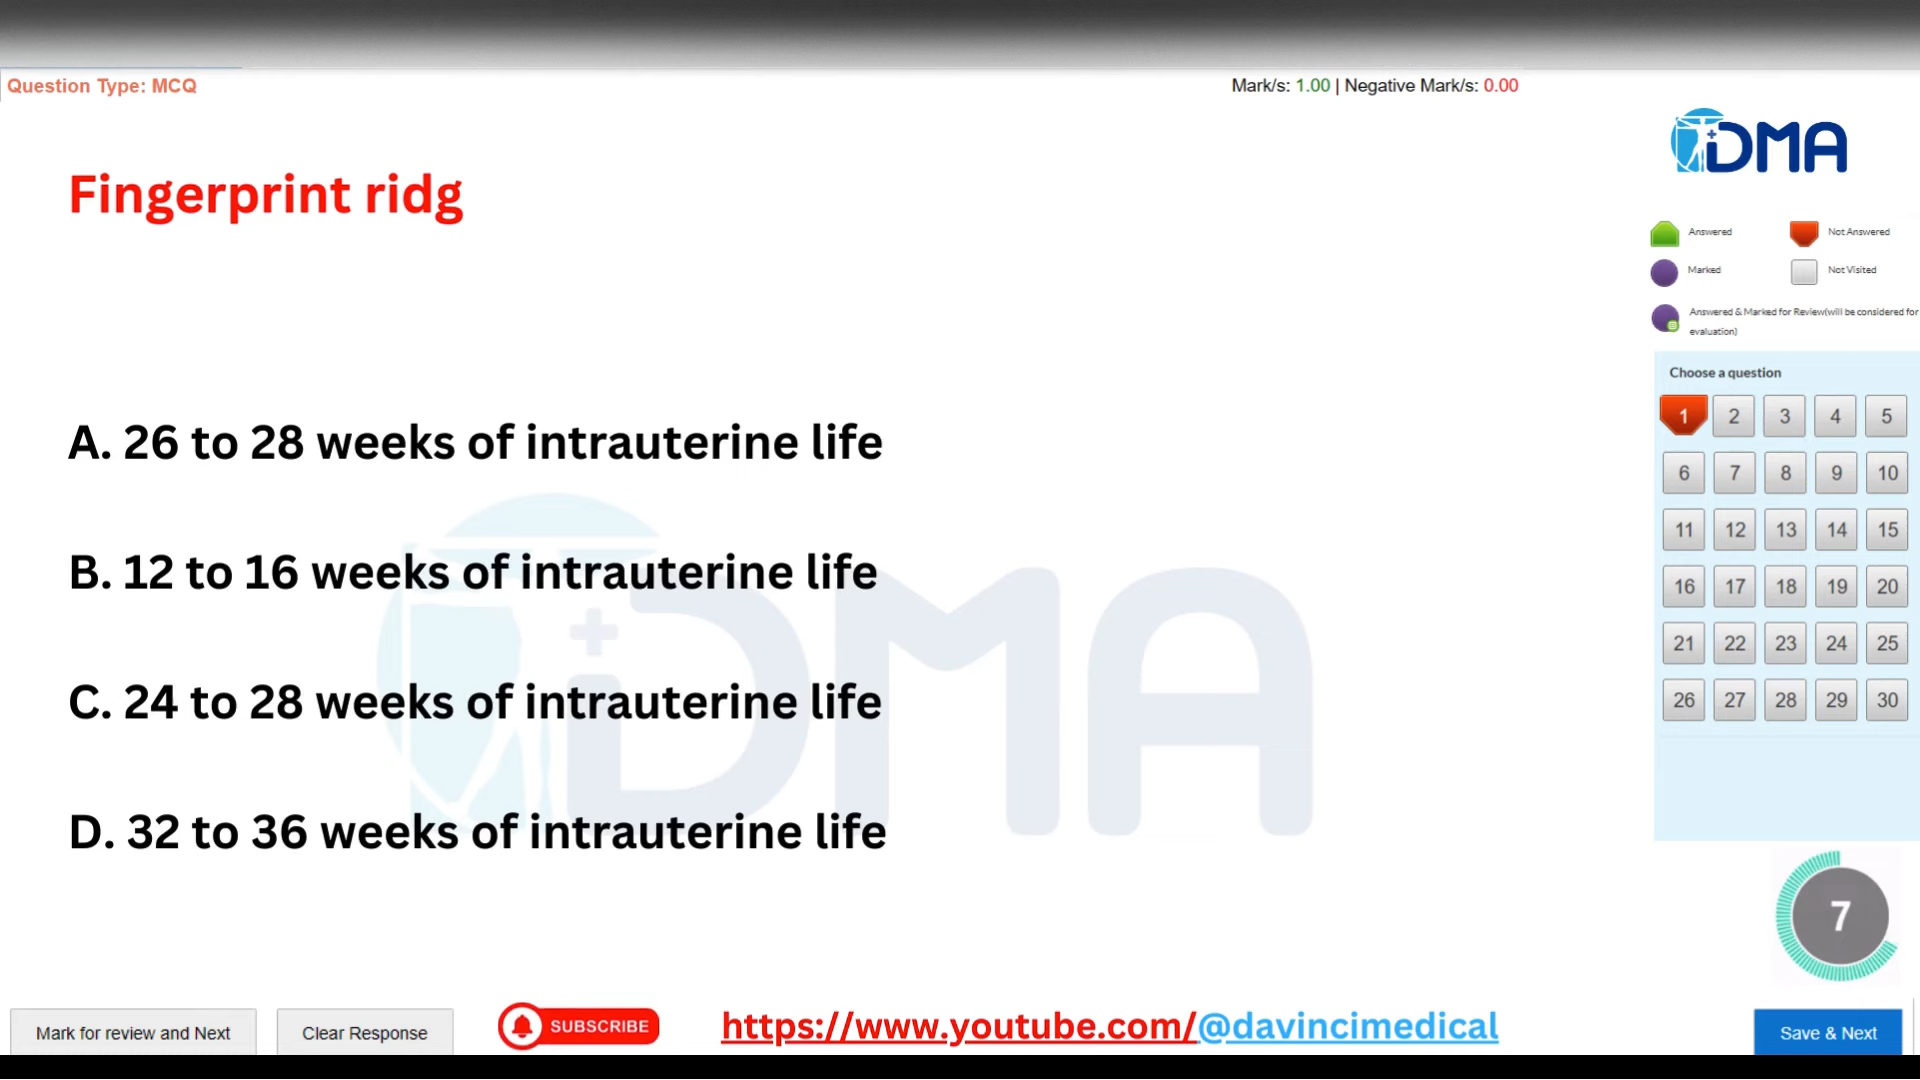 Question Type: MCQ
Mark/s: 1.00 | Negative Mark/s: 0.00
DMA
Fingerprint ridg
Answered
Not Answered
Marked
Not Visited
Answered & Marked for Review(will be considered for
evaluation)
Choose a question
1 2 3 4 5
6 7 8 9 10
11 12 13 14 15
16 17 18 19 20
21 22 23 24 25
26 27 28 29 30
A. 26 to 28 weeks of intrauterine life
B. 12 to 16 weeks of intrauterine life
C. 24 to 28 weeks of intrauterine life
D. 32 to 36 weeks of intrauterine life
DMA
7
Mark for review and Next
Clear Response
SUBSCRIBE
https://www.youtube.com/@davincimedical
Save & Next